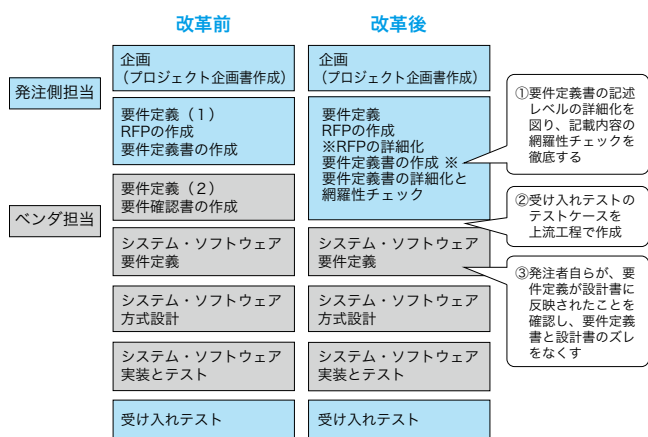 改革前
改革後
発注側担当
ベンダ担当
企画
（プロジェクト企画書作成）
要件定義（１）
RFPの作成
要件定義書の作成
要件定義（２）
要件確認書の作成
システム・ソフトウェア
要件定義
システム・ソフトウェア
方式設計
システム・ソフトウェア
実装とテスト
受け入れテスト
企画
（プロジェクト企画書作成）
要件定義
RFPの作成
※RFPの詳細化
要件定義書の作成 ※
要件定義書の詳細化と
網羅性チェック
システム・ソフトウェア
要件定義
システム・ソフトウェア
方式設計
システム・ソフトウェア
実装とテスト
受け入れテスト
①要件定義書の記述
レベルの詳細化を
図り、記載内容の
網羅性チェックを
徹底する
②受け入れテストの
テストケースを
上流工程で作成
③発注者自らが、要
件定義が設計書に
反映されたことを
確認し、要件定義
書と設計書のズレ
をなくす